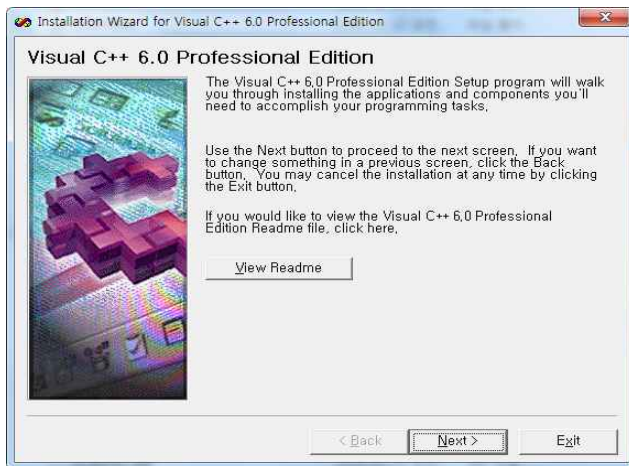 Installation Wizard for Visual C++ 6.0 Professional Edition
Visual C++ 6.0 Professional Edition
The Visual C++ 6.0 Professional Edition Setup program will walk
you through installing the applications and components you'll
need to accomplish your programming tasks.
Use the Next button to proceed to the next screen. If you want
to change something in a previous screen, click the Back
button. You may cancel the installation at any time by clicking
the Exit button.
If you would like to view the Visual C++ 6.0 Professional
Edition Readme file, click here.
View Readme
< Back
Next >
Exit